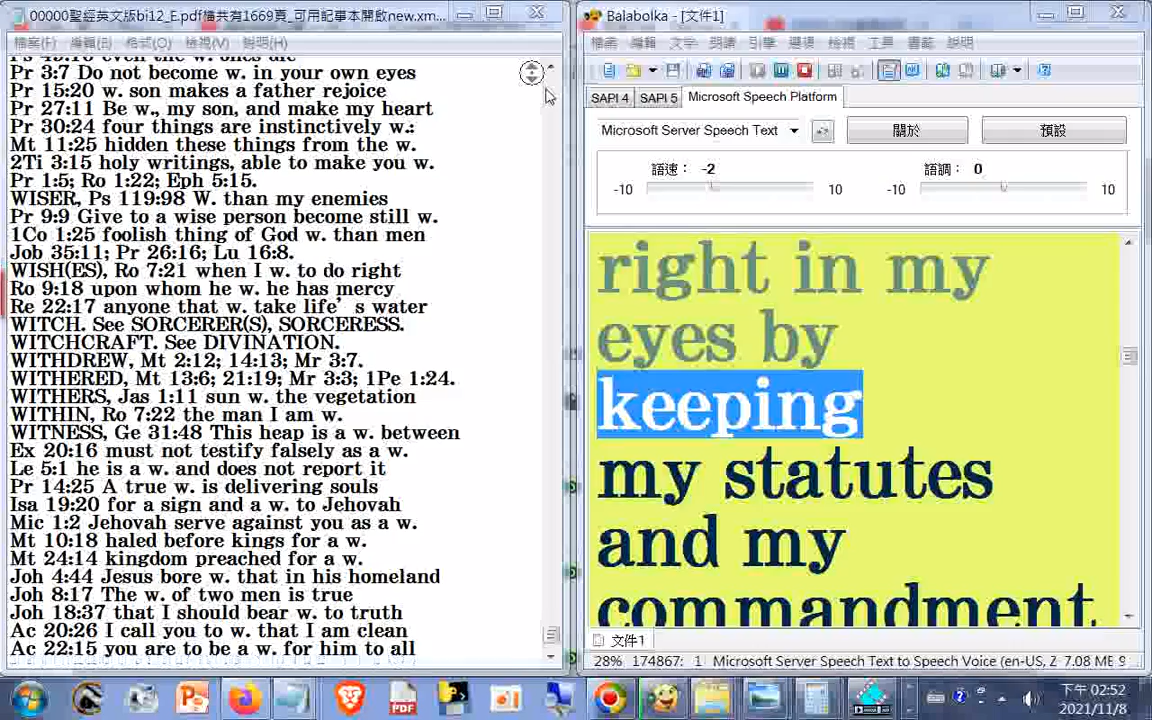 00000聖經英文版bi12_E.pdf檔共有1669頁_可用記事本開啟new.xm...
檔案(F) 編輯(E) 格式(O) 檢視(V) 說明(H)
Pr 3:7 Do not become w. in your own eyes
Pr 15:20 w. son makes a father rejoice
Pr 27:11 Be w., my son, and make my heart
Pr 30:24 four things are instinctively w.:
Mt 11:25 hidden these things from the w.
2Ti 3:15 holy writings, able to make you w.
Pr 1:5; Ro 1:22; Eph 5:15.
WISER, Ps 119:98 W. than my enemies
Pr 9:9 Give to a wise person become still w.
1Co 1:25 foolish thing of God w. than men
Job 35:11; Pr 26:16; Lu 16:8.
WISH(ES), Ro 7:21 when I w. to do right
Ro 9:18 upon whom he w. he has mercy
Re 22:17 anyone that w. take life’s water
WITCH. See SORCERER(S), SORCERESS.
WITCHCRAFT. See DIVINATION.
WITHDREW, Mt 2:12; 14:13; Mr 3:7.
WITHERED, Mt 13:6; 21:19; Mr 3:3; 1Pe 1:24.
WITHERS, Jas 1:11 sun w. the vegetation
WITHIN, Ro 7:22 the man I am w.
WITNESS, Ge 31:48 This heap is a w. between
Ex 20:16 must not testify falsely as a w.
Le 5:1 he is a w. and does not report it
Pr 14:25 A true w. is delivering souls
Isa 19:20 for a sign and a w. to Jehovah
Mic 1:2 Jehovah serve against you as a w.
Mt 10:18 haled before kings for a w.
Mt 24:14 kingdom preached for a w.
Joh 4:44 Jesus bore w. that in his homeland
Joh 8:17 The w. of two men is true
Joh 18:37 that I should bear w. to truth
Ac 20:26 I call you to w. that I am clean
Ac 22:15 you are to be a w. for him to all
Balabolka - [文件1]
檔案 編輯 文字 朗讀 引擎 選項 檢視 工具 書籤 說明
SAPI 4 SAPI 5 Microsoft Speech Platform
Microsoft Server Speech Text 關於 預設
語速: -2 語調: 0
-10 10 -10 10
right in my
eyes by
keeping
my statutes
and my
commandment
文件1
28% 174867: 1 Microsoft Server Speech Text to Speech Voice (en-US, Z 7.08 MB 9
PDF
下午 02:52
2021/11/8